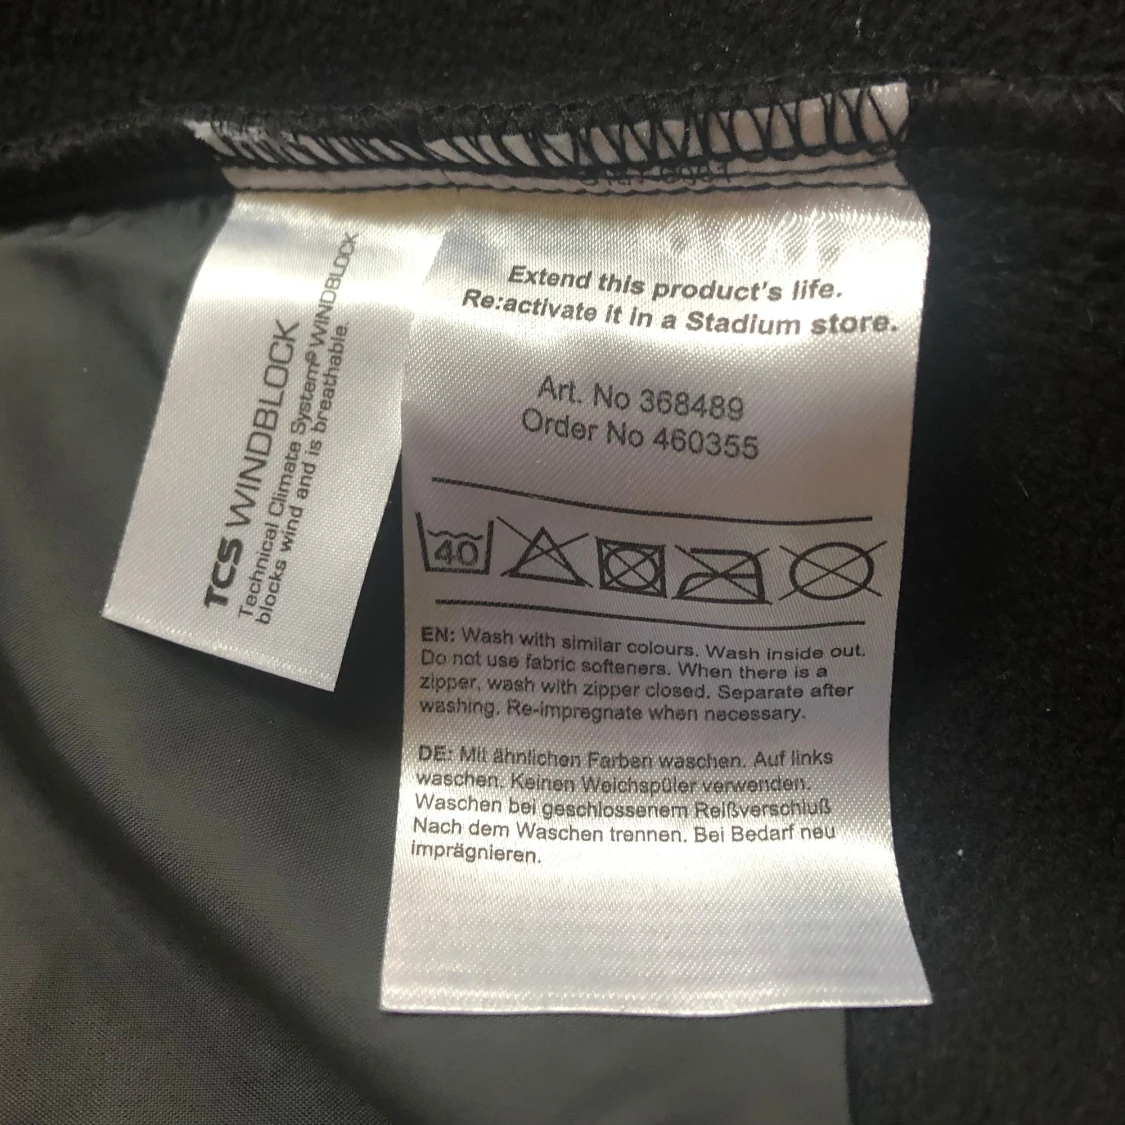 TCS WINDBLOCK
Technical Climate System® WINDBLOCK
blocks wind and is breathable.
Extend this product's life.
Re:activate it in a Stadium store.
Art. No 368489
Order No 460355
40
EN: Wash with similar colours. Wash inside out.
Do not use fabric softeners. When there is a
zipper, wash with zipper closed. Separate after
washing. Re-impregnate when necessary.
DE: Mit ähnlichen Farben waschen. Auf links
waschen. Keinen Weichspüler verwenden.
Waschen bei geschlossenem Reißverschluß
Nach dem Waschen trennen. Bei Bedarf neu
imprägnieren.